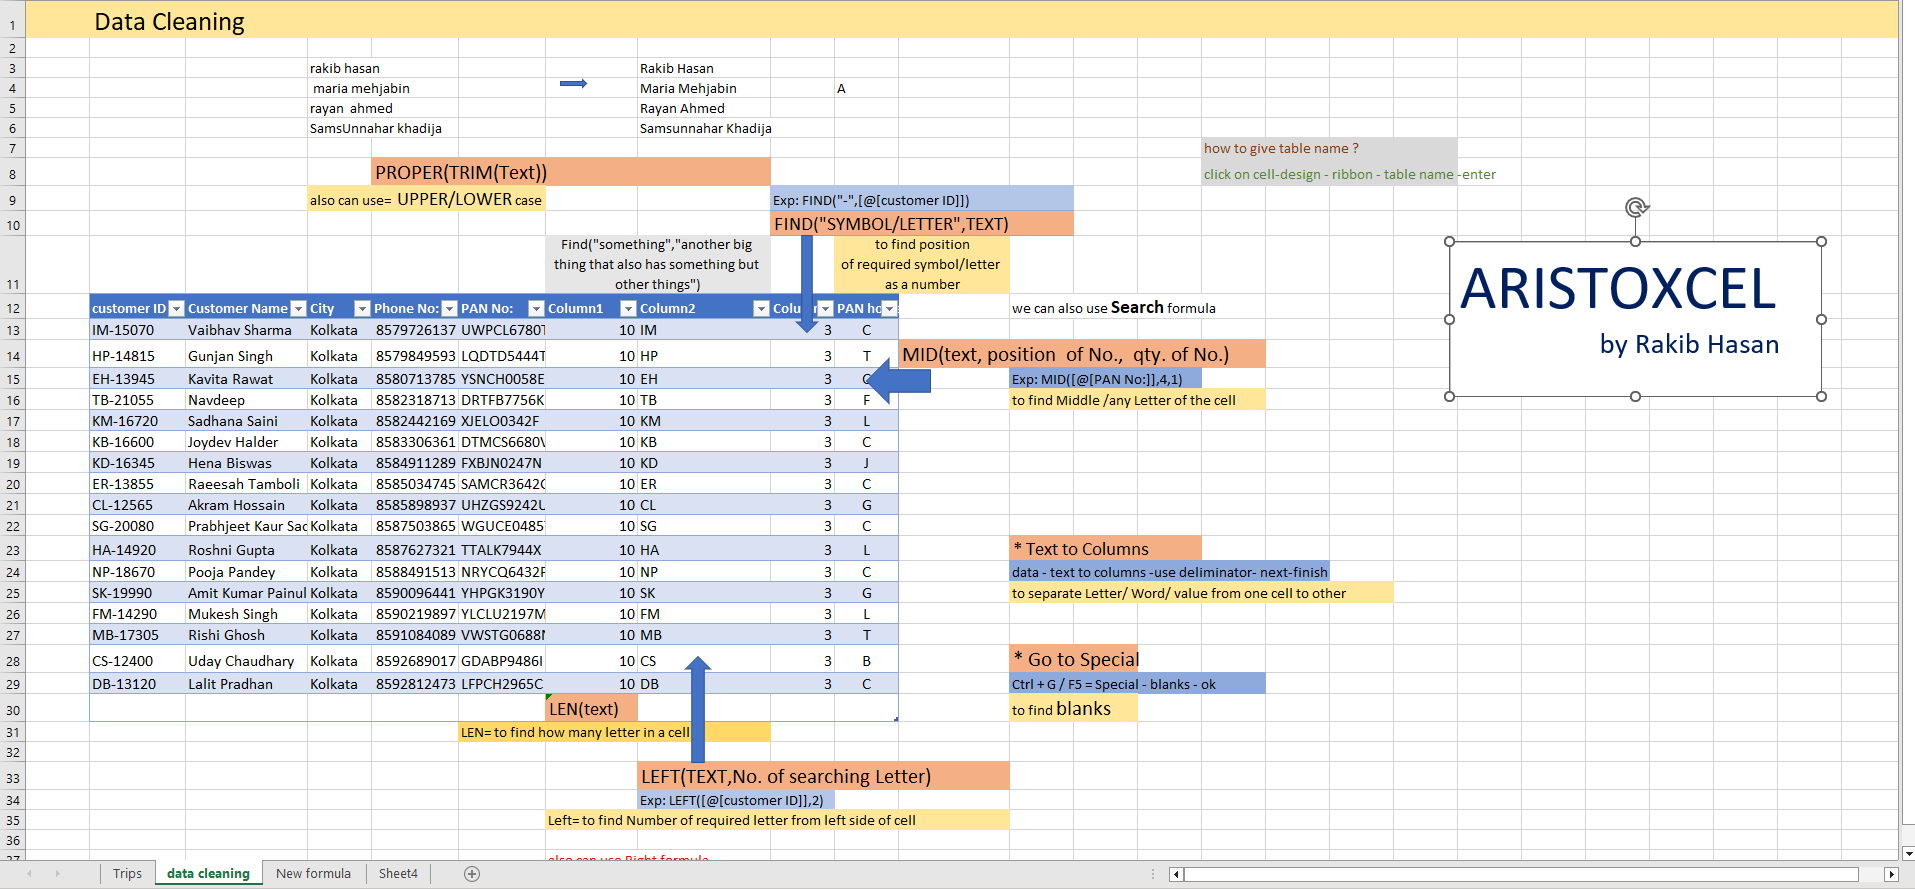 Data Cleaning
rakib hasan Rakib Hasan
maria mehjabin Maria Mehjabin A
rayan  ahmed Rayan Ahmed
SamsUnnahar khadija Samsunnahar Khadija
how to give table name ?
PROPER(TRIM(Text)) click on cell-design - ribbon - table name -enter
also can use= UPPER/LOWER case Exp: FIND("-",[@[customer ID]])
FIND("SYMBOL/LETTER",TEXT)
Find("something","another big
thing that also has something but
other things")
to find position
of required symbol/letter
as a number
ARISTOXCEL
by Rakib Hasan
customer ID Customer Name City Phone No: PAN No: Column1 Column2 PAN we can also use Search formula
IM-15070 Vaibhav Sharma Kolkata 8579726137 UWPCL6780 10 IM 3 C
HP-14815 Gunjan Singh Kolkata 8579849593 LQDTD5444T 10 HP 3 T MID(text, position  of No.,  qty. of No.)
EH-13945 Kavita Rawat Kolkata 8580713785 YSNCH0058E 10 EH 3 Exp: MID([@[PAN No:]],4,1)
TB-21055 Navdeep Kolkata 8582318713 DRTFB7756K 10 TB 3 F to find Middle /any Letter of the cell
KM-16720 Sadhana Saini Kolkata 8582442169 XJELO0342F 10 KM 3 L
KB-16600 Joydev Halder Kolkata 8583306361 DTMCS6680 10 KB 3 C
KD-16345 Hena Biswas Kolkata 8584911289 FXBJN0247N 10 KD 3 J
ER-13855 Raeesah Tamboli Kolkata 8585034745 SAMCR3642 10 ER 3 C
CL-12565 Akram Hossain Kolkata 8585898937 UHZGS9242 10 CL 3 G
SG-20080 Prabhjeet Kaur Kolkata 8587503865 WGUCE0485 10 SG 3 C
HA-14920 Roshni Gupta Kolkata 8587627321 TTALK7944X 10 HA 3 L * Text to Columns
NP-18670 Pooja Pandey Kolkata 8588491513 NRYCQ6432 10 NP 3 C data - text to columns -use deliminator- next-finish
SK-19990 Amit Kumar Painul Kolkata 8590096441 YHPGK3190Y 10 SK 3 G to separate Letter/ Word/ value from one cell to other
FM-14290 Mukesh Singh Kolkata 8590219897 YLCLU2197M 10 FM 3 L
MB-17305 Rishi Ghosh Kolkata 8591084089 VWSTG0688 10 MB 3 T
CS-12400 Uday Chaudhary Kolkata 8592689017 GDABP9486 10 CS 3 B * Go to Special
DB-13120 Lalit Pradhan Kolkata 8592812473 LFPCH2965C 10 DB 3 C Ctrl + G / F5 = Special - blanks - ok
LEN(text) to find blanks
LEN= to find how many letter in a cell
LEFT(TEXT,No. of searching Letter)
Exp: LEFT([@[customer ID]],2)
Left= to find Number of required letter from left side of cell
also can use Right formula
Trips data cleaning New formula Sheet4
1
2
3
4
5
6
7
8
9
10
11
12
13
14
15
16
17
18
19
20
21
22
23
24
25
26
27
28
29
30
31
32
33
34
35
36
37